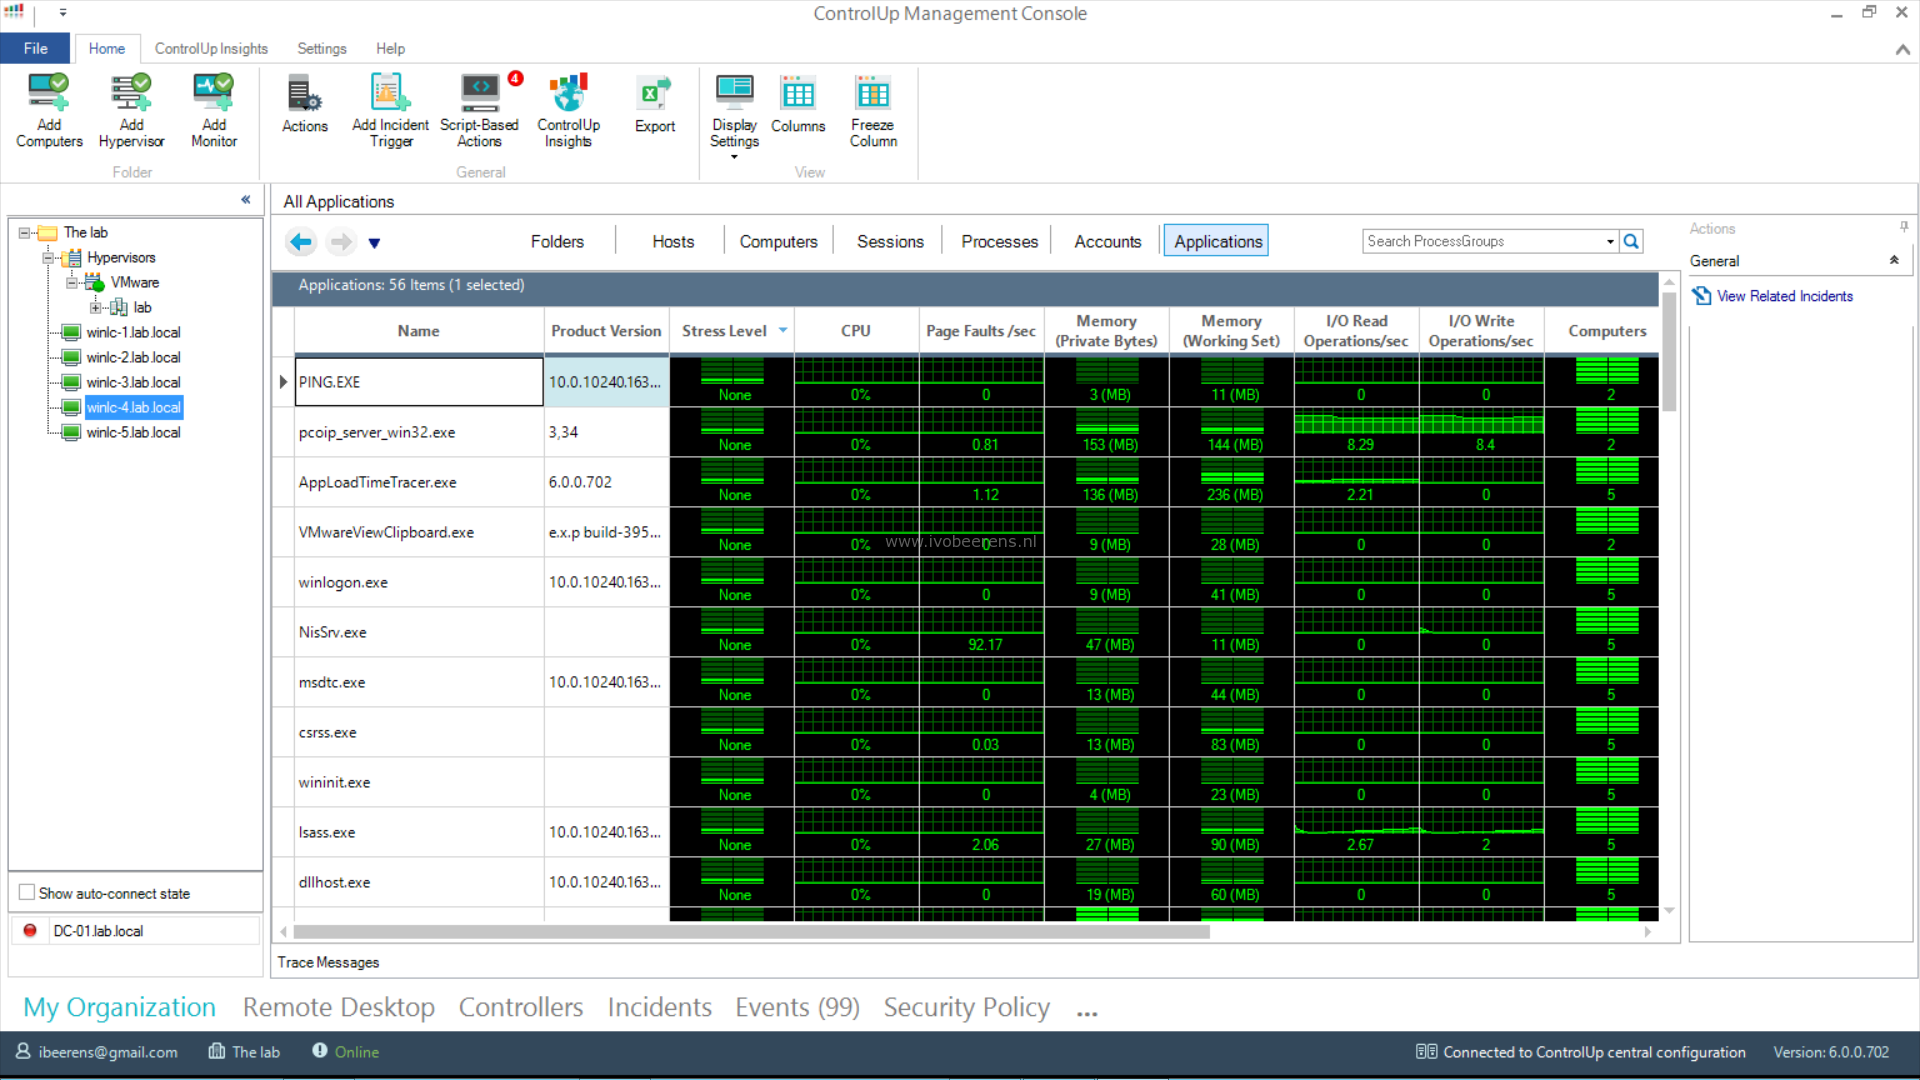 ControlUp Management Console
File Home ControlUp Insights Settings Help
Add Computers
Add Hypervisor
Add Monitor
Folder
Actions
Add Incident Trigger
Script-Based Actions
4
ControlUp Insights
Export
General
Display Settings
Columns
Freeze Column
View
«
The lab
Hypervisors
VMware
lab
winlc-1.lab.local
winlc-2.lab.local
winlc-3.lab.local
winlc-4.lab.local
winlc-5.lab.local
Show auto-connect state
DC-01.lab.local
All Applications
Folders Hosts Computers Sessions Processes Accounts Applications
Search ProcessGroups
Applications: 56 Items (1 selected)
Name Product Version Stress Level CPU Page Faults /sec Memory (Private Bytes) Memory (Working Set) I/O Read Operations/sec I/O Write Operations/sec Computers
PING.EXE 10.0.10240.163... None 0% 0 3 (MB) 11 (MB) 0 0 2
pcoip_server_win32.exe 3,34 None 0% 0.81 153 (MB) 144 (MB) 8.29 8.4 2
AppLoadTimeTracer.exe 6.0.0.702 None 0% 1.12 136 (MB) 236 (MB) 2.21 0 5
VMwareViewClipboard.exe e.x.p build-395... None 0% 0 9 (MB) 28 (MB) 0 0 2
www.ivobeerens.nl
winlogon.exe 10.0.10240.163... None 0% 0 9 (MB) 41 (MB) 0 0 5
NisSrv.exe None 0% 92.17 47 (MB) 11 (MB) 0 0 5
msdtc.exe 10.0.10240.163... None 0% 0 13 (MB) 44 (MB) 0 0 5
csrss.exe None 0% 0.03 13 (MB) 83 (MB) 0 0 5
wininit.exe None 0% 0 4 (MB) 23 (MB) 0 0 5
lsass.exe 10.0.10240.163... None 0% 2.06 27 (MB) 90 (MB) 2.67 2 5
dllhost.exe 10.0.10240.163... None 0% 0 19 (MB) 60 (MB) 0 0 5
Trace Messages
Actions
General
View Related Incidents
My Organization Remote Desktop Controllers Incidents Events (99) Security Policy ...
ibeerens@gmail.com The lab Online Connected to ControlUp central configuration Version: 6.0.0.702